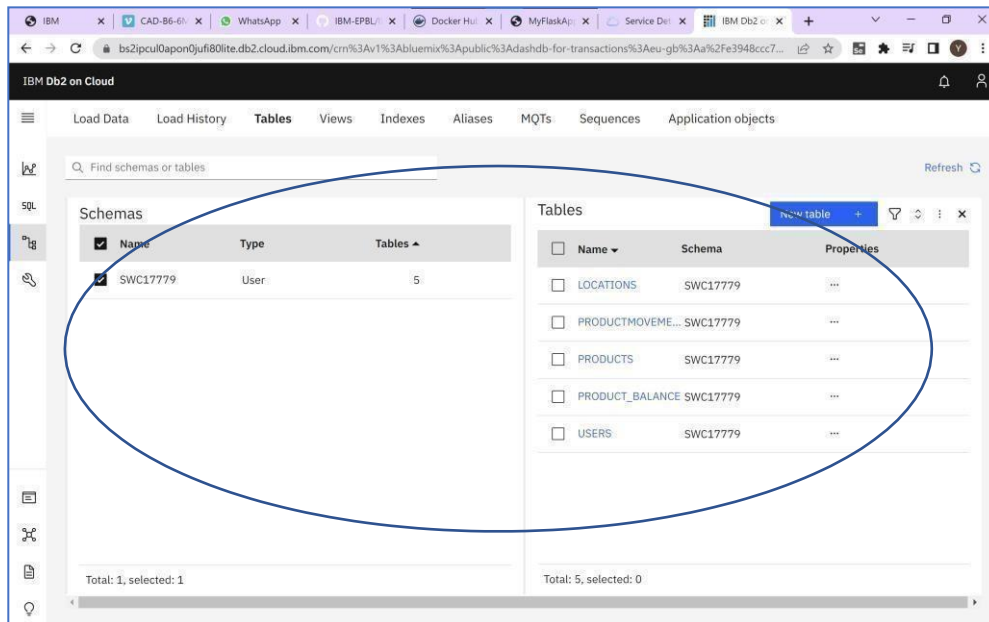 IBM
CAD-B6-6N
WhatsApp
IBM-EPBL/
Docker Hu
MyFlaskAp
Service Det
IBM Db2 o
bs2ipcul0apon0jufi80lite.db2.cloud.ibm.com/crn%3Av1%3Abluemix%3Apublic%3Adashdb-for-transactions%3Aeu-gb%3Aa%2Fe3948ccc7...
IBM Db2 on Cloud
Load Data Load History Tables Views Indexes Aliases MQTs Sequences Application objects
Find schemas or tables
Refresh
SQL
Schemas
Name Type Tables
SWC17779 User 5
Total: 1, selected: 1
Tables
New table +
Name Schema Properties
LOCATIONS SWC17779 ...
PRODUCTMOVEME... SWC17779 ...
PRODUCTS SWC17779 ...
PRODUCT_BALANCE SWC17779 ...
USERS SWC17779 ...
Total: 5, selected: 0